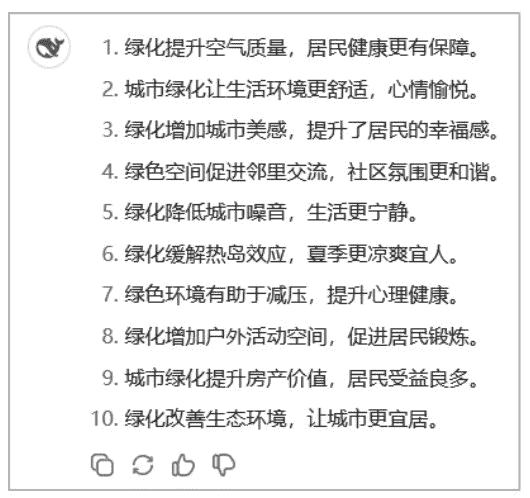 1. 绿化提升空气质量，居民健康更有保障。
2. 城市绿化让生活环境更舒适，心情愉悦。
3. 绿化增加城市美感，提升了居民的幸福感。
4. 绿色空间促进邻里交流，社区氛围更和谐。
5. 绿化降低城市噪音，生活更宁静。
6. 绿化缓解热岛效应，夏季更凉爽宜人。
7. 绿色环境有助于减压，提升心理健康。
8. 绿化增加户外活动空间，促进居民锻炼。
9. 城市绿化提升房产价值，居民受益良多。
10. 绿化改善生态环境，让城市更宜居。